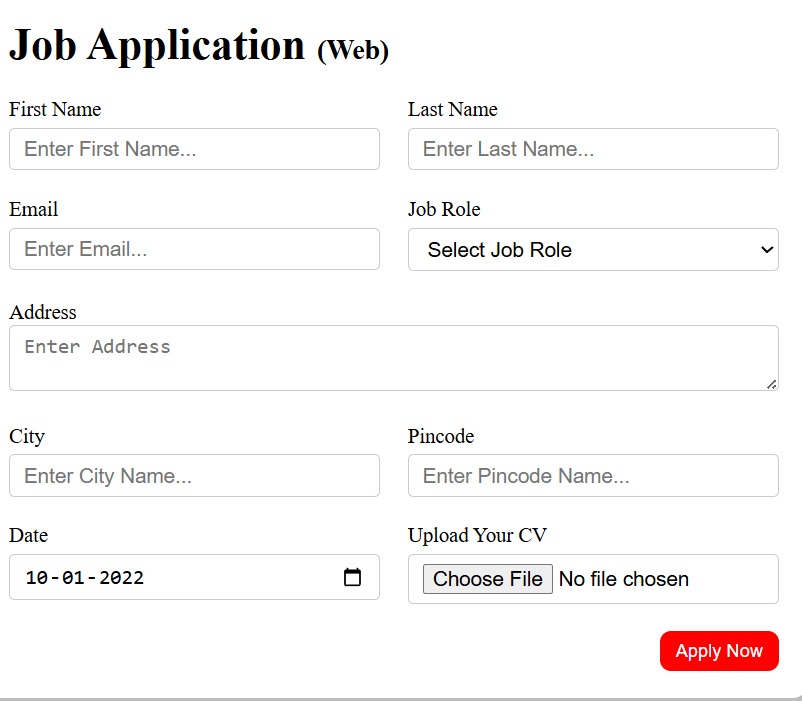 Job Application (Web)
First Name Last Name
Enter First Name... Enter Last Name...
Email Job Role
Enter Email... Select Job Role
Address
Enter Address
City Pincode
Enter City Name... Enter Pincode Name...
Date Upload Your CV
10-01-2022 Choose File No file chosen
Apply Now